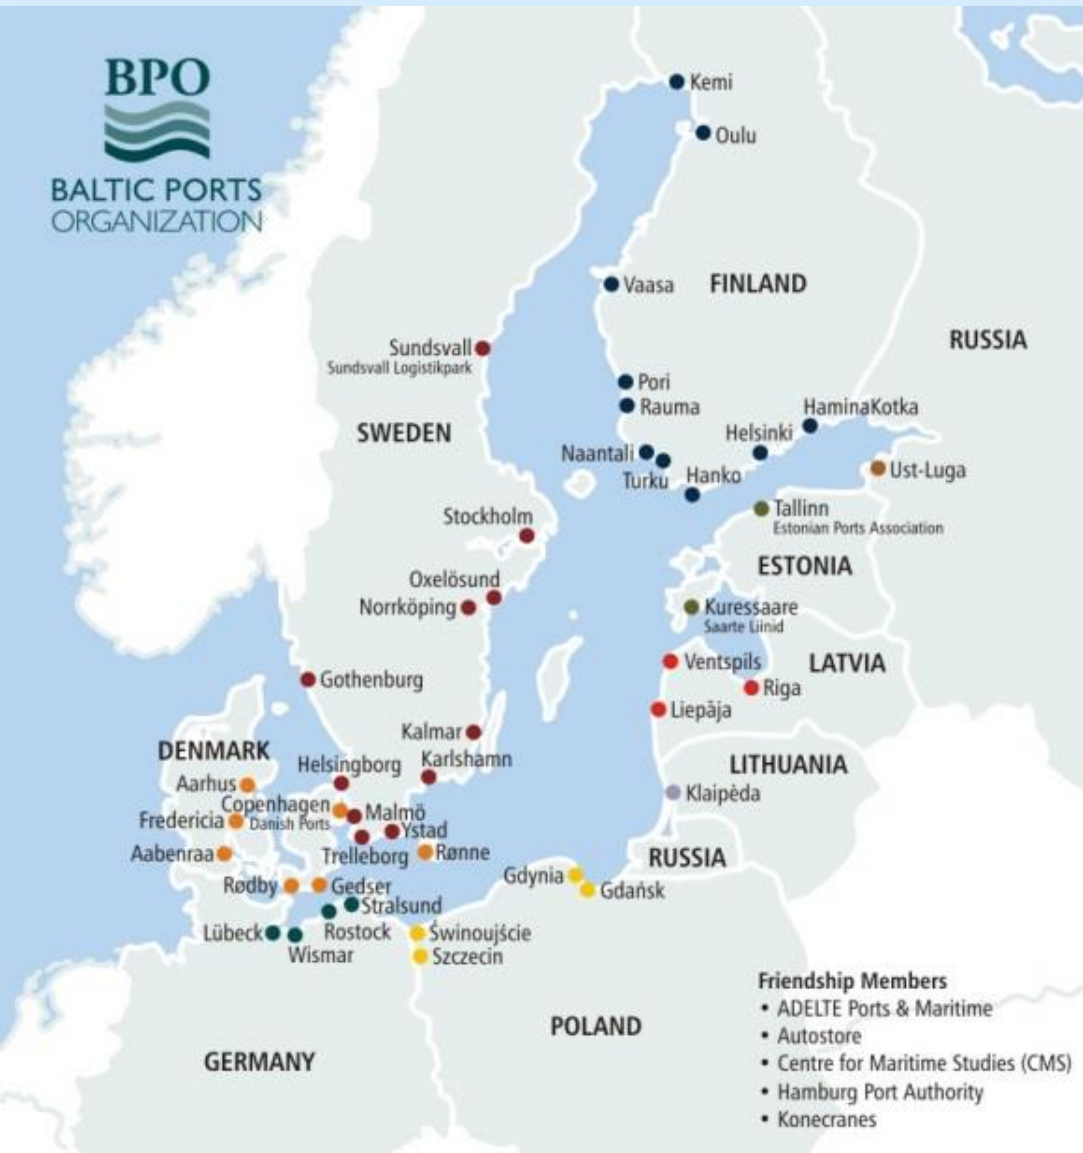 BPO
BALTIC PORTS
ORGANIZATION
Kemi
Oulu
Vaasa
FINLAND
RUSSIA
Sundsvall
Sundsvall Logistikpark
Pori
Rauma
HaminaKotka
SWEDEN
Helsinki
Naantali
Turku
Hanko
Ust-Luga
Stockholm
Tallinn
Estonian Ports Association
ESTONIA
Oxelösund
Norrköping
Kuressaare
Saarte Liinid
Ventspils
LATVIA
Gothenburg
Riga
Liepāja
Kalmar
DENMARK
Helsingborg
Karlshamn
LITHUANIA
Aarhus
Copenhagen
Danish Ports
Malmö
Klaipėda
Fredericia
Ystad
Aabenraa
Trelleborg
Rønne
RUSSIA
Rødby
Gedser
Gdynia
Gdańsk
Stralsund
Lübeck
Rostock
Świnoujście
Wismar
Szczecin
POLAND
GERMANY
Friendship Members
• ADELTE Ports & Maritime
• Autostore
• Centre for Maritime Studies (CMS)
• Hamburg Port Authority
• Konecranes